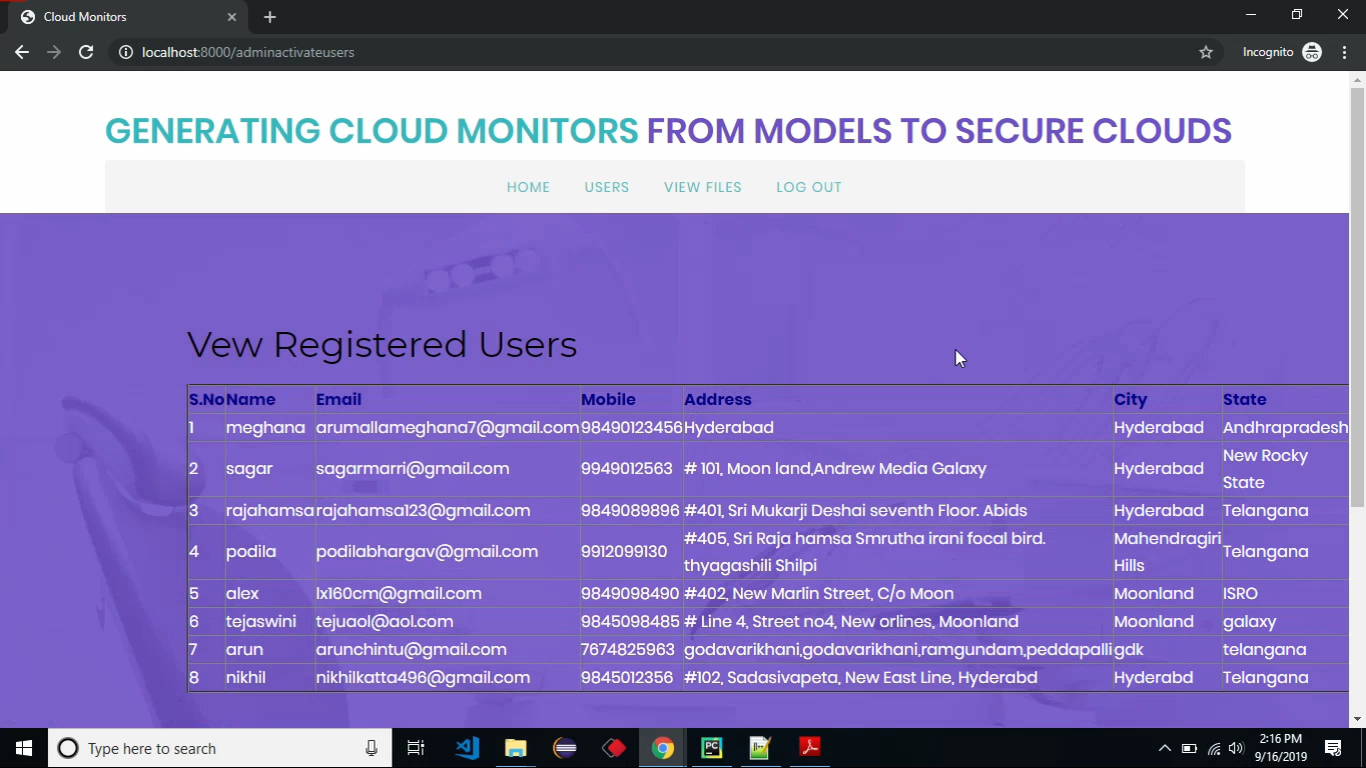 Cloud Monitors
localhost:8000/adminactivateusers
Incognito
GENERATING CLOUD MONITORS FROM MODELS TO SECURE CLOUDS
HOME USERS VIEW FILES LOG OUT
Vew Registered Users
S.No Name Email Mobile Address City State
1 meghana arumallameghana7@gmail.com 98490123456 Hyderabad Hyderabad Andhrapradesh
2 sagar sagarmarri@gmail.com 9949012563 # 101, Moon land,Andrew Media Galaxy Hyderabad New Rocky
State
3 rajahamsa rajahamsa123@gmail.com 9849089896 #401, Sri Mukarji Deshai seventh Floor. Abids Hyderabad Telangana
4 podila podilabhargav@gmail.com 9912099130 #405, Sri Raja hamsa Smrutha irani focal bird. Mahendragiri Telangana
thyagashili Shilpi Hills
5 alex lx160cm@gmail.com 9849098490 #402, New Marlin Street, C/o Moon Moonland ISRO
6 tejaswini tejuaol@aol.com 9845098485 # Line 4, Street no4, New orlines, Moonland Moonland galaxy
7 arun arunchintu@gmail.com 7674825963 godavarikhani,godavarikhani,ramgundam,peddapalli gdk telangana
8 nikhil nikhilkatta496@gmail.com 9845012356 #102, Sadasivapeta, New East Line, Hyderabd Hyderabd Telangana
Type here to search
2:16 PM
9/16/2019